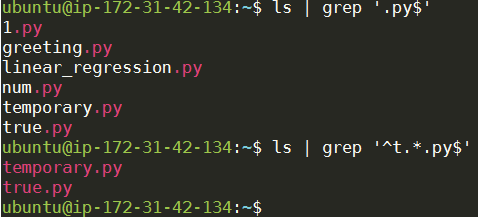 ubuntu@ip-172-31-42-134:~$ ls | grep '.py$'
1.py
greeting.py
linear_regression.py
num.py
temporary.py
true.py
ubuntu@ip-172-31-42-134:~$ ls | grep '^t.*.py$'
temporary.py
true.py
ubuntu@ip-172-31-42-134:~$